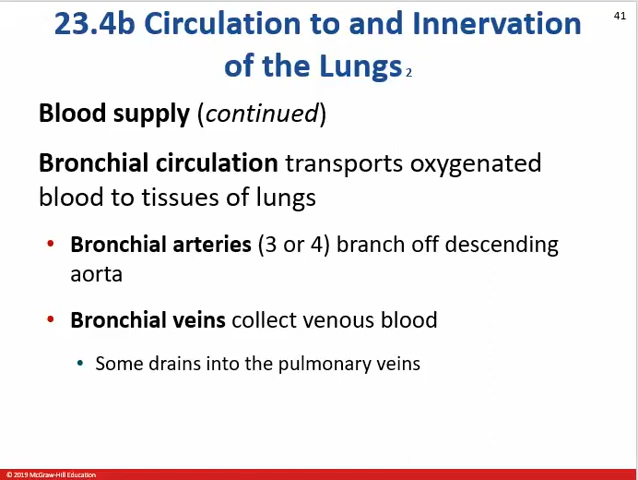 41
23.4b Circulation to and Innervation
of the Lungs 2
Blood supply (continued)
Bronchial circulation transports oxygenated
blood to tissues of lungs
• Bronchial arteries (3 or 4) branch off descending
aorta
• Bronchial veins collect venous blood
• Some drains into the pulmonary veins
© 2019 McGraw-Hill Education